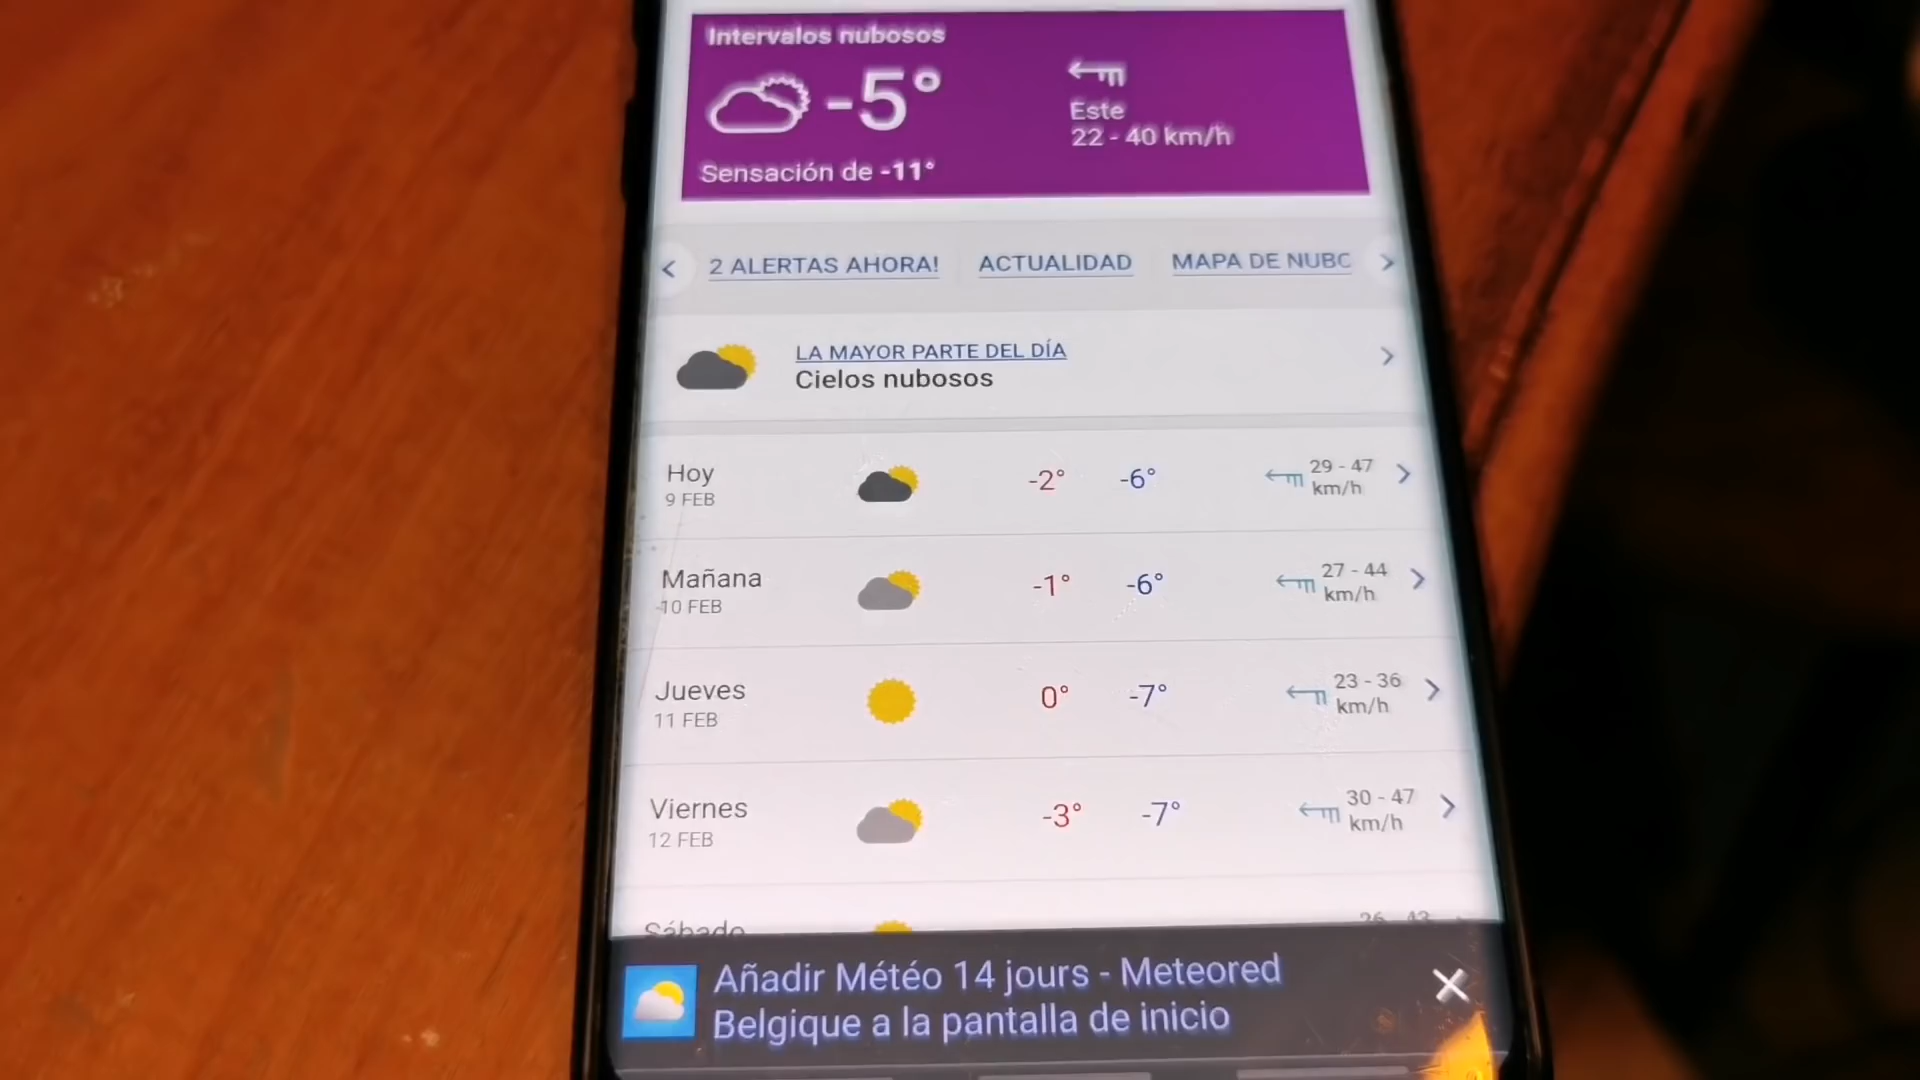 Intervalos nubosos
-5°
Este
22 - 40 km/h
Sensación de -11°
2 ALERTAS AHORA! ACTUALIDAD MAPA DE NUBO
LA MAYOR PARTE DEL DÍA
Cielos nubosos
Hoy
9 FEB
-2° -6°
29 - 47
km/h
Mañana
10 FEB
-1° -6°
27 - 44
km/h
Jueves
11 FEB
0° -7°
23 - 36
km/h
Viernes
12 FEB
-3° -7°
30 - 47
km/h
Sábado
Añadir Météo 14 jours - Meteored
Belgique a la pantalla de inicio